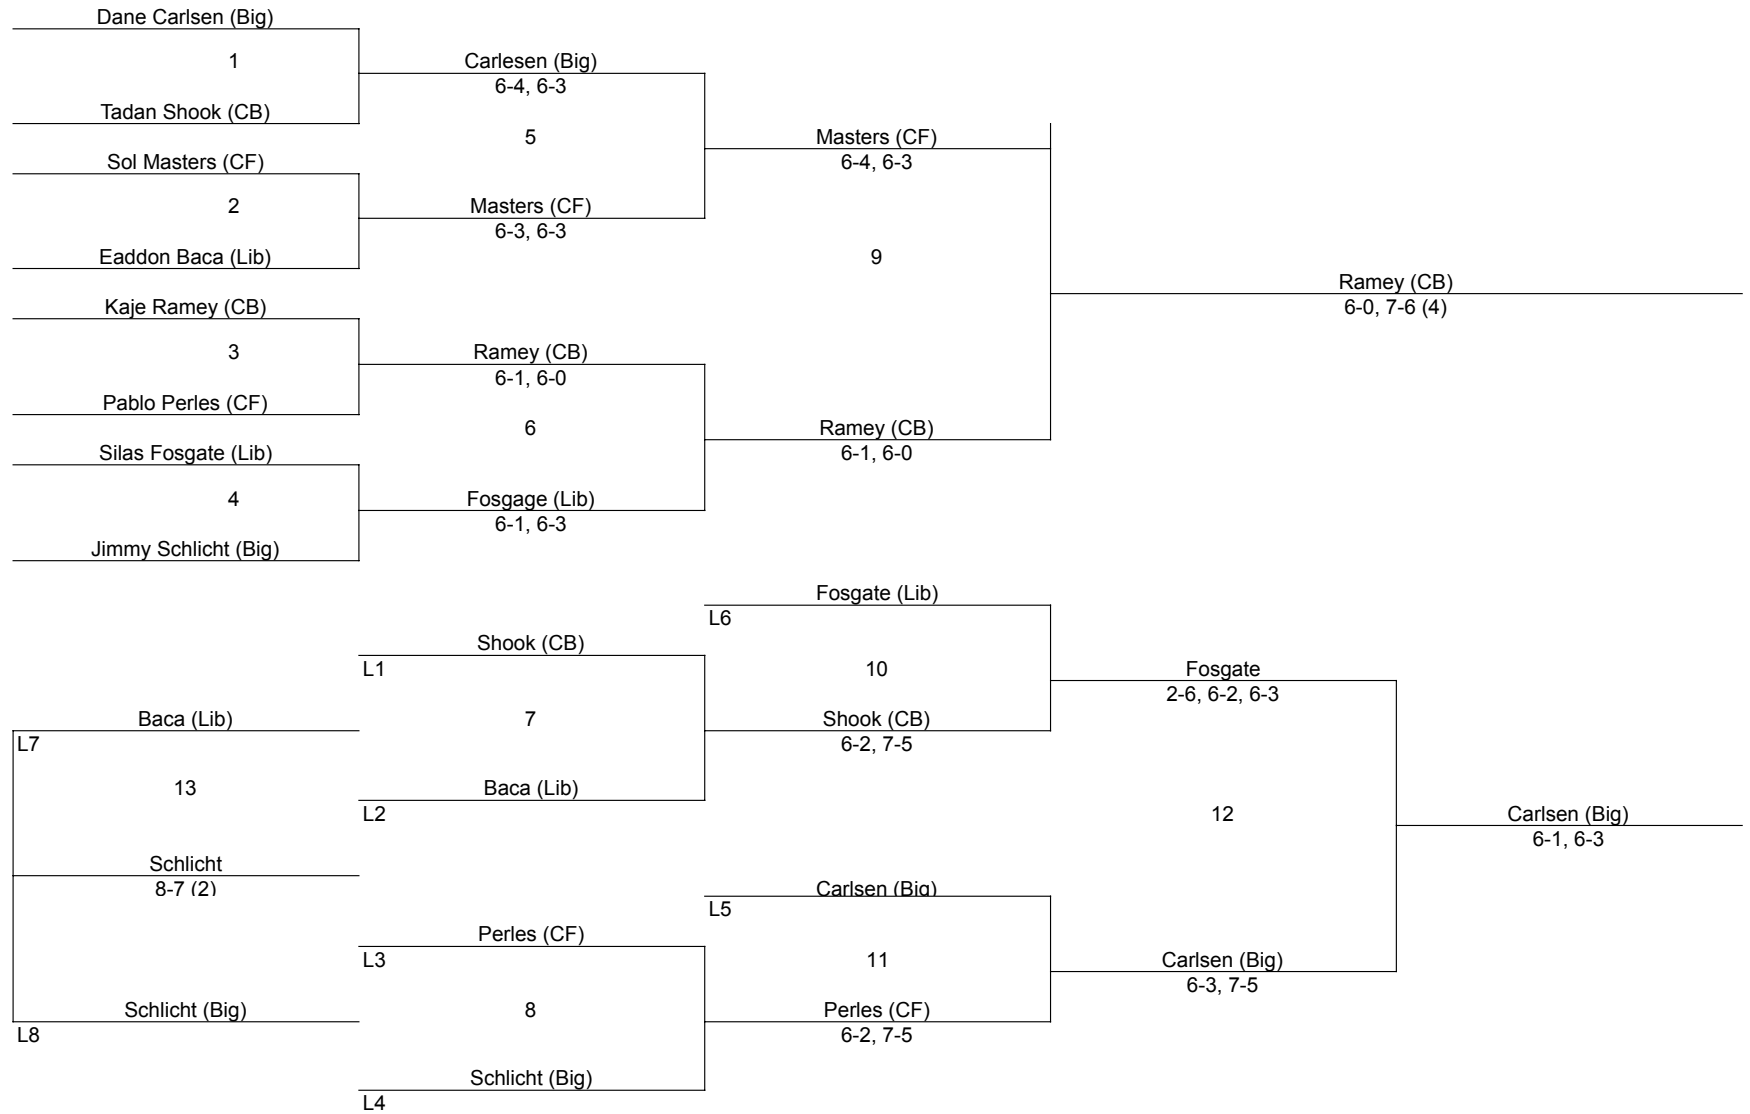 Dane Carlsen (Big)
1
Tadan Shook (CB)
Carlesen (Big)
6-4, 6-3
5
Sol Masters (CF)
2
Eaddon Baca (Lib)
Masters (CF)
6-3, 6-3
Masters (CF)
6-4, 6-3
9
Kaje Ramey (CB)
3
Pablo Perles (CF)
Ramey (CB)
6-1, 6-0
6
Silas Fosgate (Lib)
4
Jimmy Schlicht (Big)
Fosgage (Lib)
6-1, 6-3
Ramey (CB)
6-1, 6-0
Ramey (CB)
6-0, 7-6 (4)
Fosgate (Lib)
L6
10
Shook (CB)
L1
7
Baca (Lib)
L2
Shook (CB)
6-2, 7-5
Fosgate
2-6, 6-2, 6-3
12
Baca (Lib)
L7
13
Schlicht
8-7 (2)
Schlicht (Big)
L8
Carlsen (Big)
L5
11
Perles (CF)
L3
8
Schlicht (Big)
L4
Perles (CF)
6-2, 7-5
Carlsen (Big)
6-3, 7-5
Carlsen (Big)
6-1, 6-3